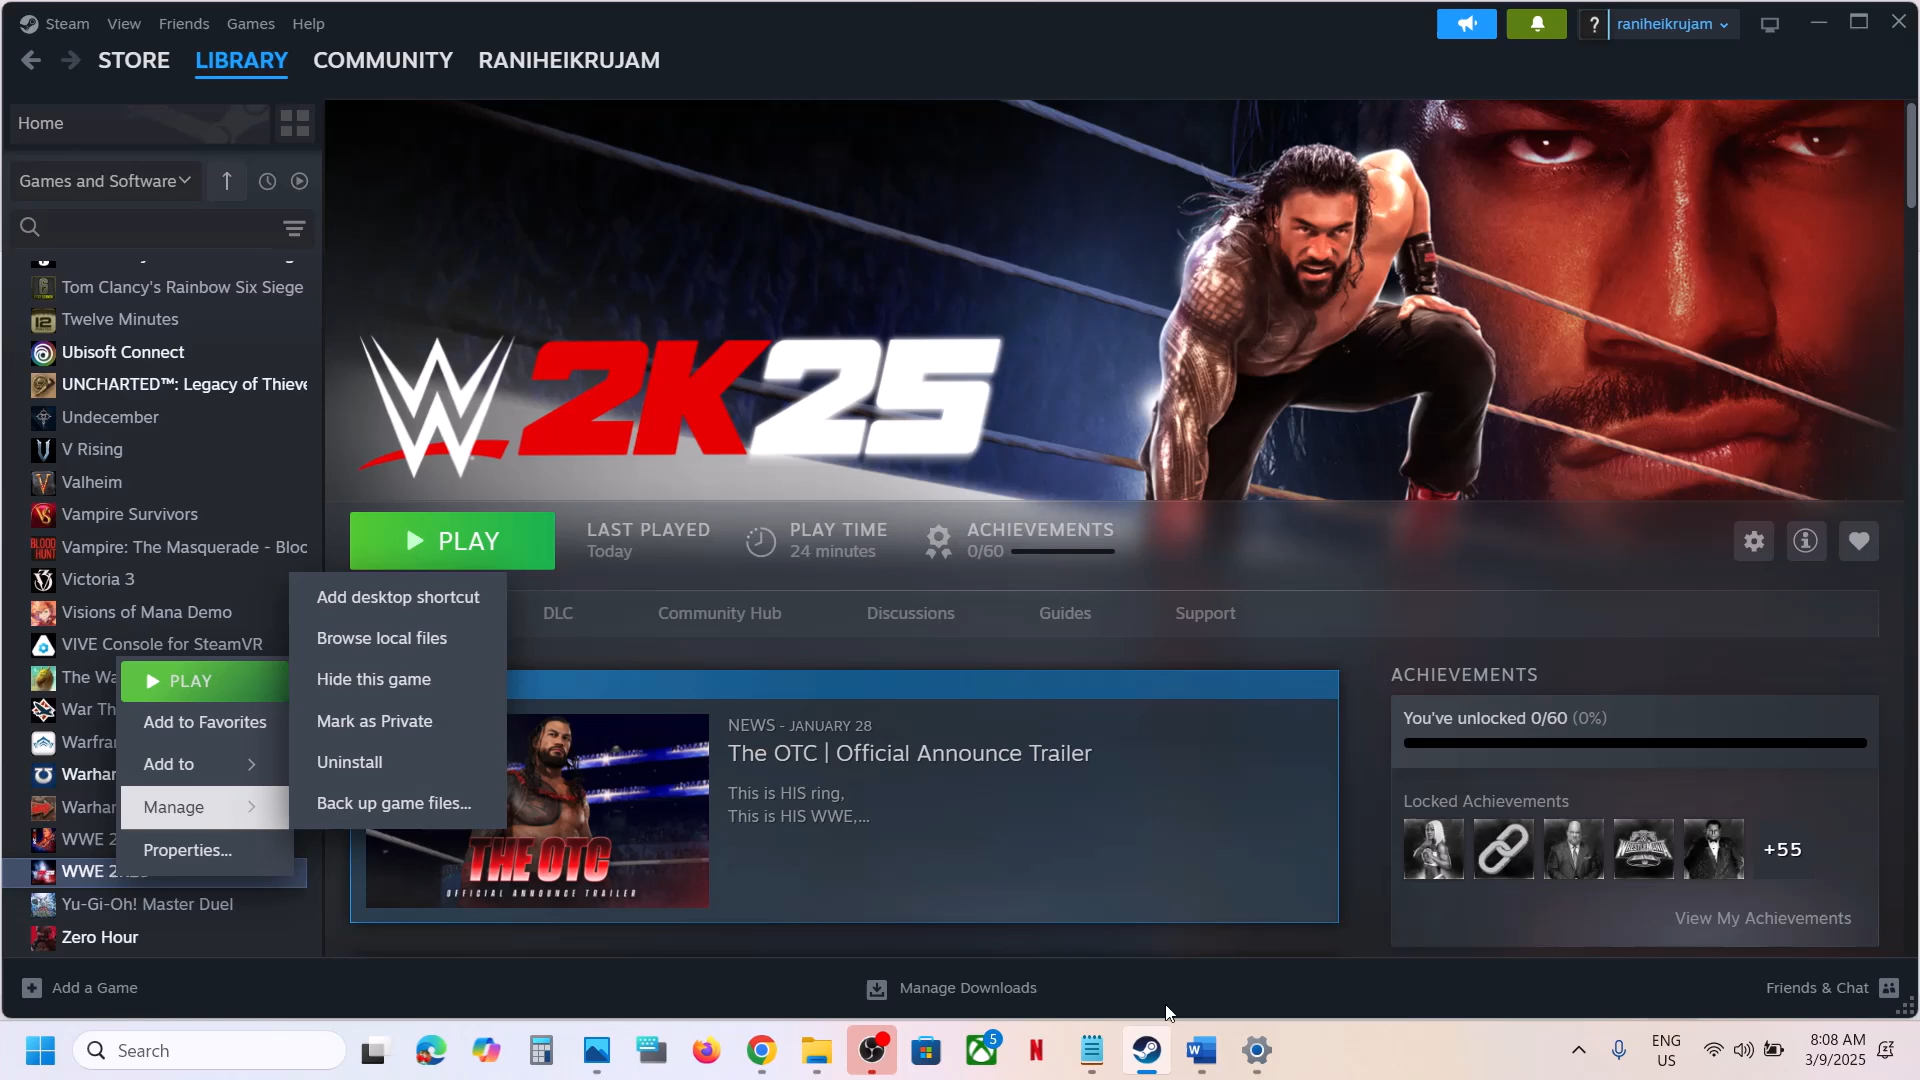 Steam View Friends Games Help
? raniheikrujam
STORE LIBRARY COMMUNITY RANIHEIKRUJAM
Home
Games and Software
Tom Clancy's Rainbow Six Siege
Twelve Minutes
Ubisoft Connect
UNCHARTED™: Legacy of Thieve
Undecember
V Rising
Valheim
Vampire Survivors
Vampire: The Masquerade - Bloo
Victoria 3
Visions of Mana Demo
VIVE Console for SteamVR
The Wa
War Th
Warfra
Warha
Warha
WWE 2
WWE 2
Yu-Gi-Oh! Master Duel
Zero Hour
PLAY
Add to Favorites
Add to
Manage
Properties...
Add desktop shortcut
Browse local files
Hide this game
Mark as Private
Uninstall
Back up game files...
W 2K25
PLAY
LAST PLAYED
Today
PLAY TIME
24 minutes
ACHIEVEMENTS
0/60
DLC Community Hub Discussions Guides Support
NEWS - JANUARY 28
The OTC | Official Announce Trailer
This is HIS ring,
This is HIS WWE,...
THE OTC
OFFICIAL ANNOUNCE TRAILER
ACHIEVEMENTS
You've unlocked 0/60 (0%)
Locked Achievements
+55
View My Achievements
Add a Game
Manage Downloads
Friends & Chat
Search
5
ENG
US
8:08 AM
3/9/2025